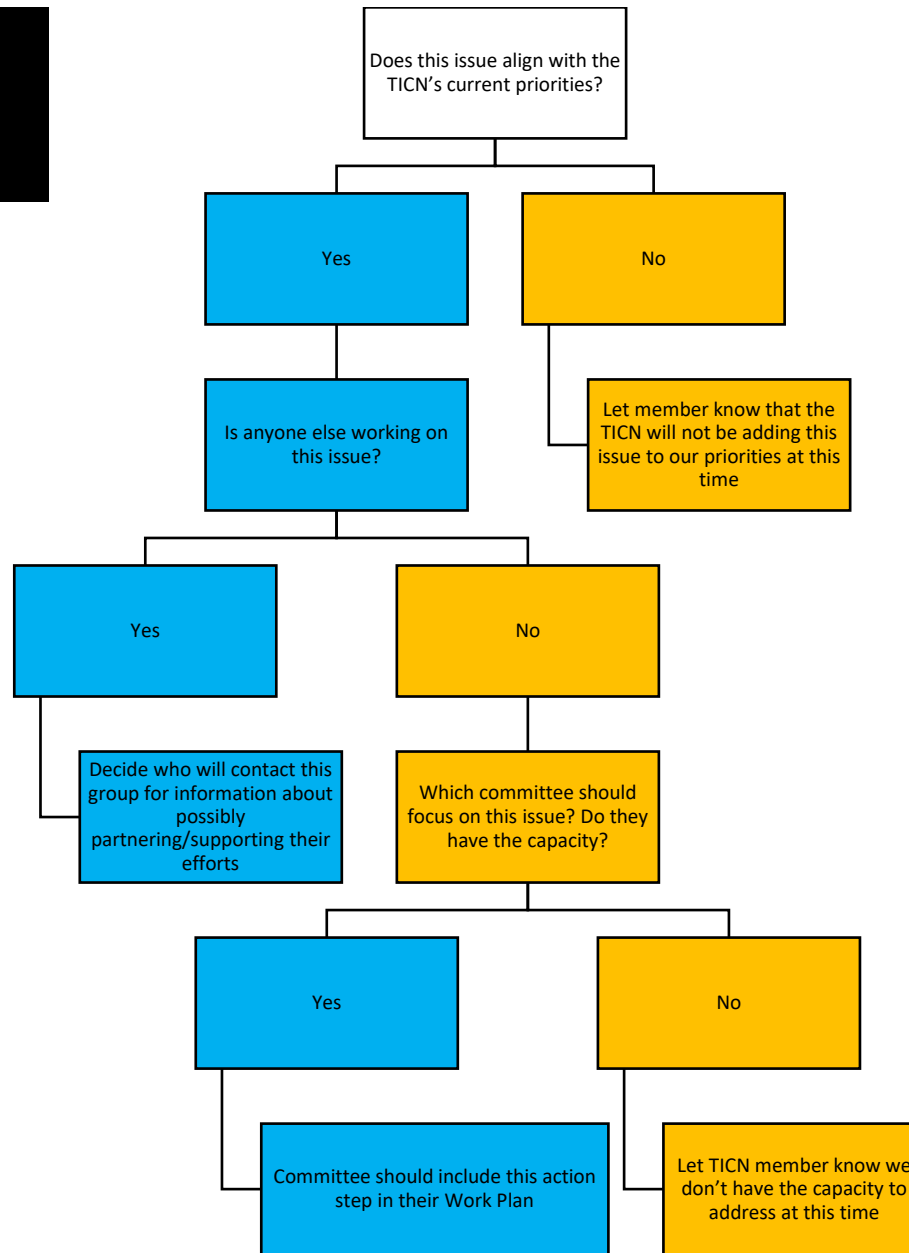 Does this issue align with the
TICN's current priorities?
Yes
No
Is anyone else working on
this issue?
Let member know that the
TICN will not be adding this
issue to our priorities at this
time
Yes
No
Decide who will contact this
group for information about
possibly
partnering/supporting their
efforts
Which committee should
focus on this issue? Do they
have the capacity?
Yes
No
Committee should include this action
step in their Work Plan
Let TICN member know we
don't have the capacity to
address at this time